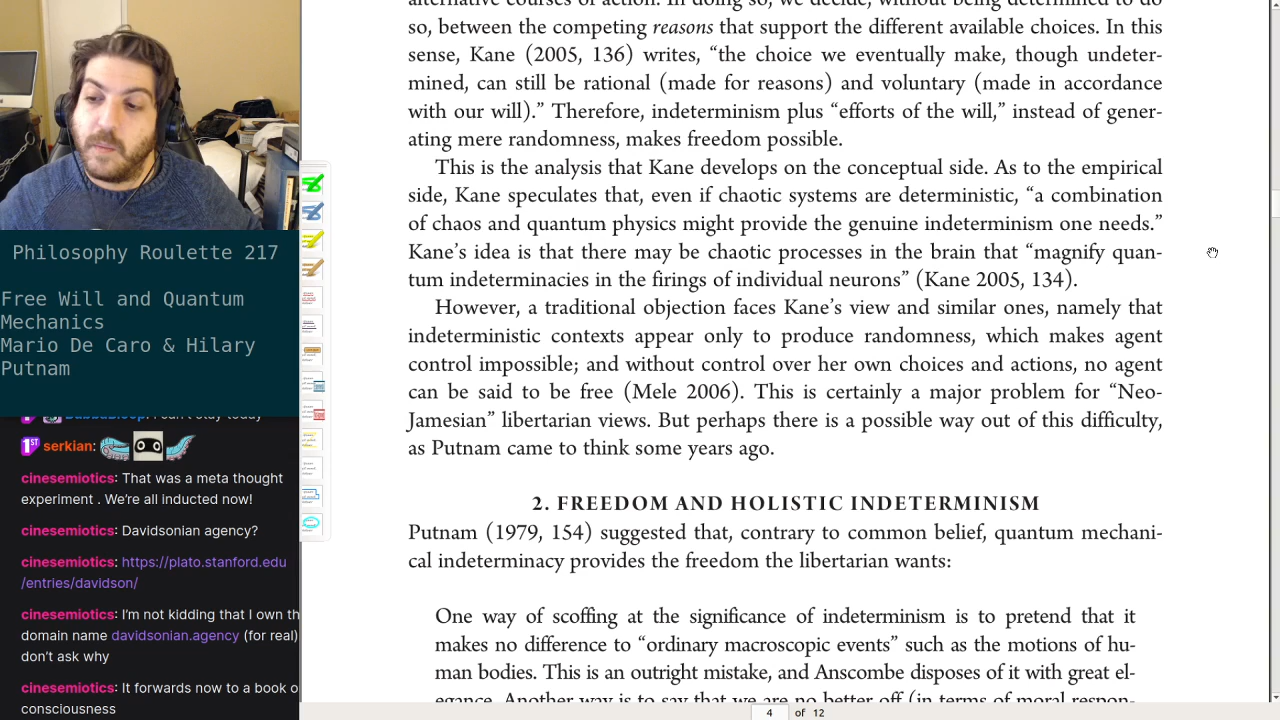 alternative courses of action. In doing so, we decide, without being determined to do
so, between the competing reasons that support the different available choices. In this
sense, Kane (2005, 136) writes, “the choice we eventually make, though undeter-
mined, can still be rational (made for reasons) and voluntary (made in accordance
with our will).” Therefore, indeterminism plus “efforts of the will,” instead of gener-
ating mere randomness, makes freedom possible.
This is the analysis that Kane develops on the conceptual side. As to the empirical
side, Kane speculates that, even if chaotic systems are deterministic, “a combination
of chaos and quantum physics might provide the genuine indeterminism one needs.”
Kane’s idea is that there may be chaotic processes in the brain that “magnify quan-
tum indeterminacies in the firings of individual neurons” (Kane 2005, 134).
However, a traditional objection faces Kane’s view and similar ones, namely that
indeterministic contexts appear only to produce randomness, which makes agent
control impossible; and without control over her own choices and actions, no agent
can be said to be free (Mele 2006). This is certainly a major problem for “Neo-
Jamesian” libertarian views, but perhaps there is a possible way out of this difficulty,
as Putnam came to think some years ago.
2. FREEDOM AND HOLISTIC INDETERMINISM
Putnam (1979, 154) suggested that, contrary to common belief, quantum mechani-
cal indeterminacy provides the freedom the libertarian wants:
One way of scoffing at the significance of indeterminism is to pretend that it
makes no difference to “ordinary macroscopic events” such as the motions of hu-
man bodies. This is an outright mistake, and Anscombe disposes of it with great el-
egance. Another way is to say that we are no better off (in terms of moral respon-
4 of 12
Philosophy Roulette 217
Free Will and Quantum
Mechanics
Mario De Caro & Hilary
Putnam
serkian:
cinesemiotics: That was a meta thought
experiment . We’re all inducted now!
cinesemiotics: Davidsonian agency?
cinesemiotics: https://plato.stanford.edu
/entries/davidson/
cinesemiotics: I’m not kidding that I own th
domain name davidsonian.agency (for real)
don’t ask why
cinesemiotics: It forwards now to a book o
consciousness